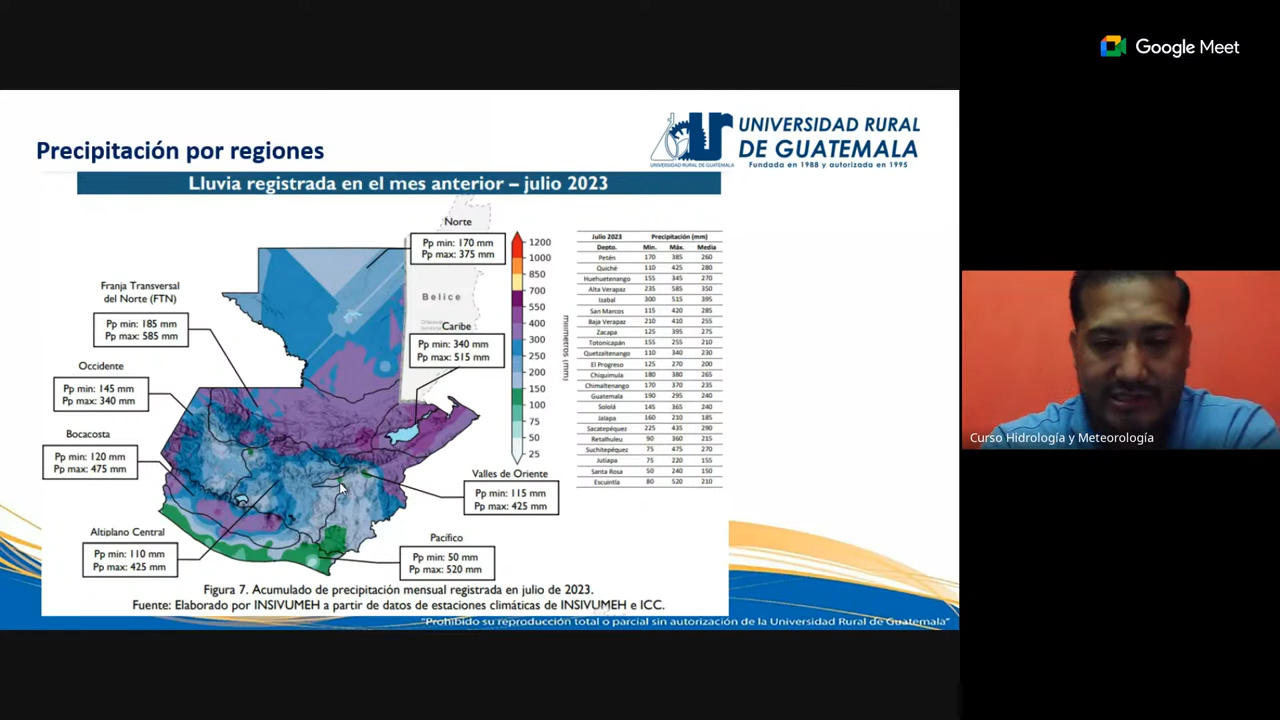 Google Meet
UNIVERSIDAD RURAL
DE GUATEMALA
Fundada en 1988 y autorizada en 1995
UNIVERSIDAD RURAL DE GUATEMALA
Precipitación por regiones
Lluvia registrada en el mes anterior – julio 2023
Norte
Pp min: 170 mm
Pp max: 375 mm
Franja Transversal
del Norte (FTN)
Pp min: 185 mm
Pp max: 585 mm
Belice
Caribe
Pp min: 340 mm
Pp max: 515 mm
Occidente
Pp min: 145 mm
Pp max: 340 mm
Bocacosta
Pp min: 120 mm
Pp max: 475 mm
Valles de Oriente
Pp min: 115 mm
Pp max: 425 mm
Altiplano Central
Pp min: 110 mm
Pp max: 425 mm
Pacífico
Pp min: 50 mm
Pp max: 520 mm
1200
1000
850
700
550
400
300
250
200
150
100
75
50
25
milímetros (mm)
Julio 2023 Precipitación (mm)
Depto. Min. Máx. Media
Petén 170 385 260
Quiché 110 425 280
Huehuetenango 155 345 270
Alta Verapaz 235 585 350
Izabal 300 515 395
San Marcos 115 420 285
Baja Verapaz 210 410 255
Zacapa 125 395 275
Totonicapán 155 255 210
Quetzaltenango 110 340 230
El Progreso 125 270 200
Chiquimula 180 380 265
Chimaltenango 170 370 235
Guatemala 190 295 240
Sololá 145 365 240
Jalapa 160 210 185
Sacatepéquez 225 435 290
Retalhuleu 90 360 215
Suchitepéquez 75 475 270
Jutiapa 75 220 155
Santa Rosa 50 240 150
Escuintla 80 520 210
Figura 7. Acumulado de precipitación mensual registrada en julio de 2023.
Fuente: Elaborado por INSIVUMEH a partir de datos de estaciones climáticas de INSIVUMEH e ICC.
"Prohibido su reproducción total o parcial sin autorización de la Universidad Rural de Guatemala"
Curso Hidrología y Meteorología